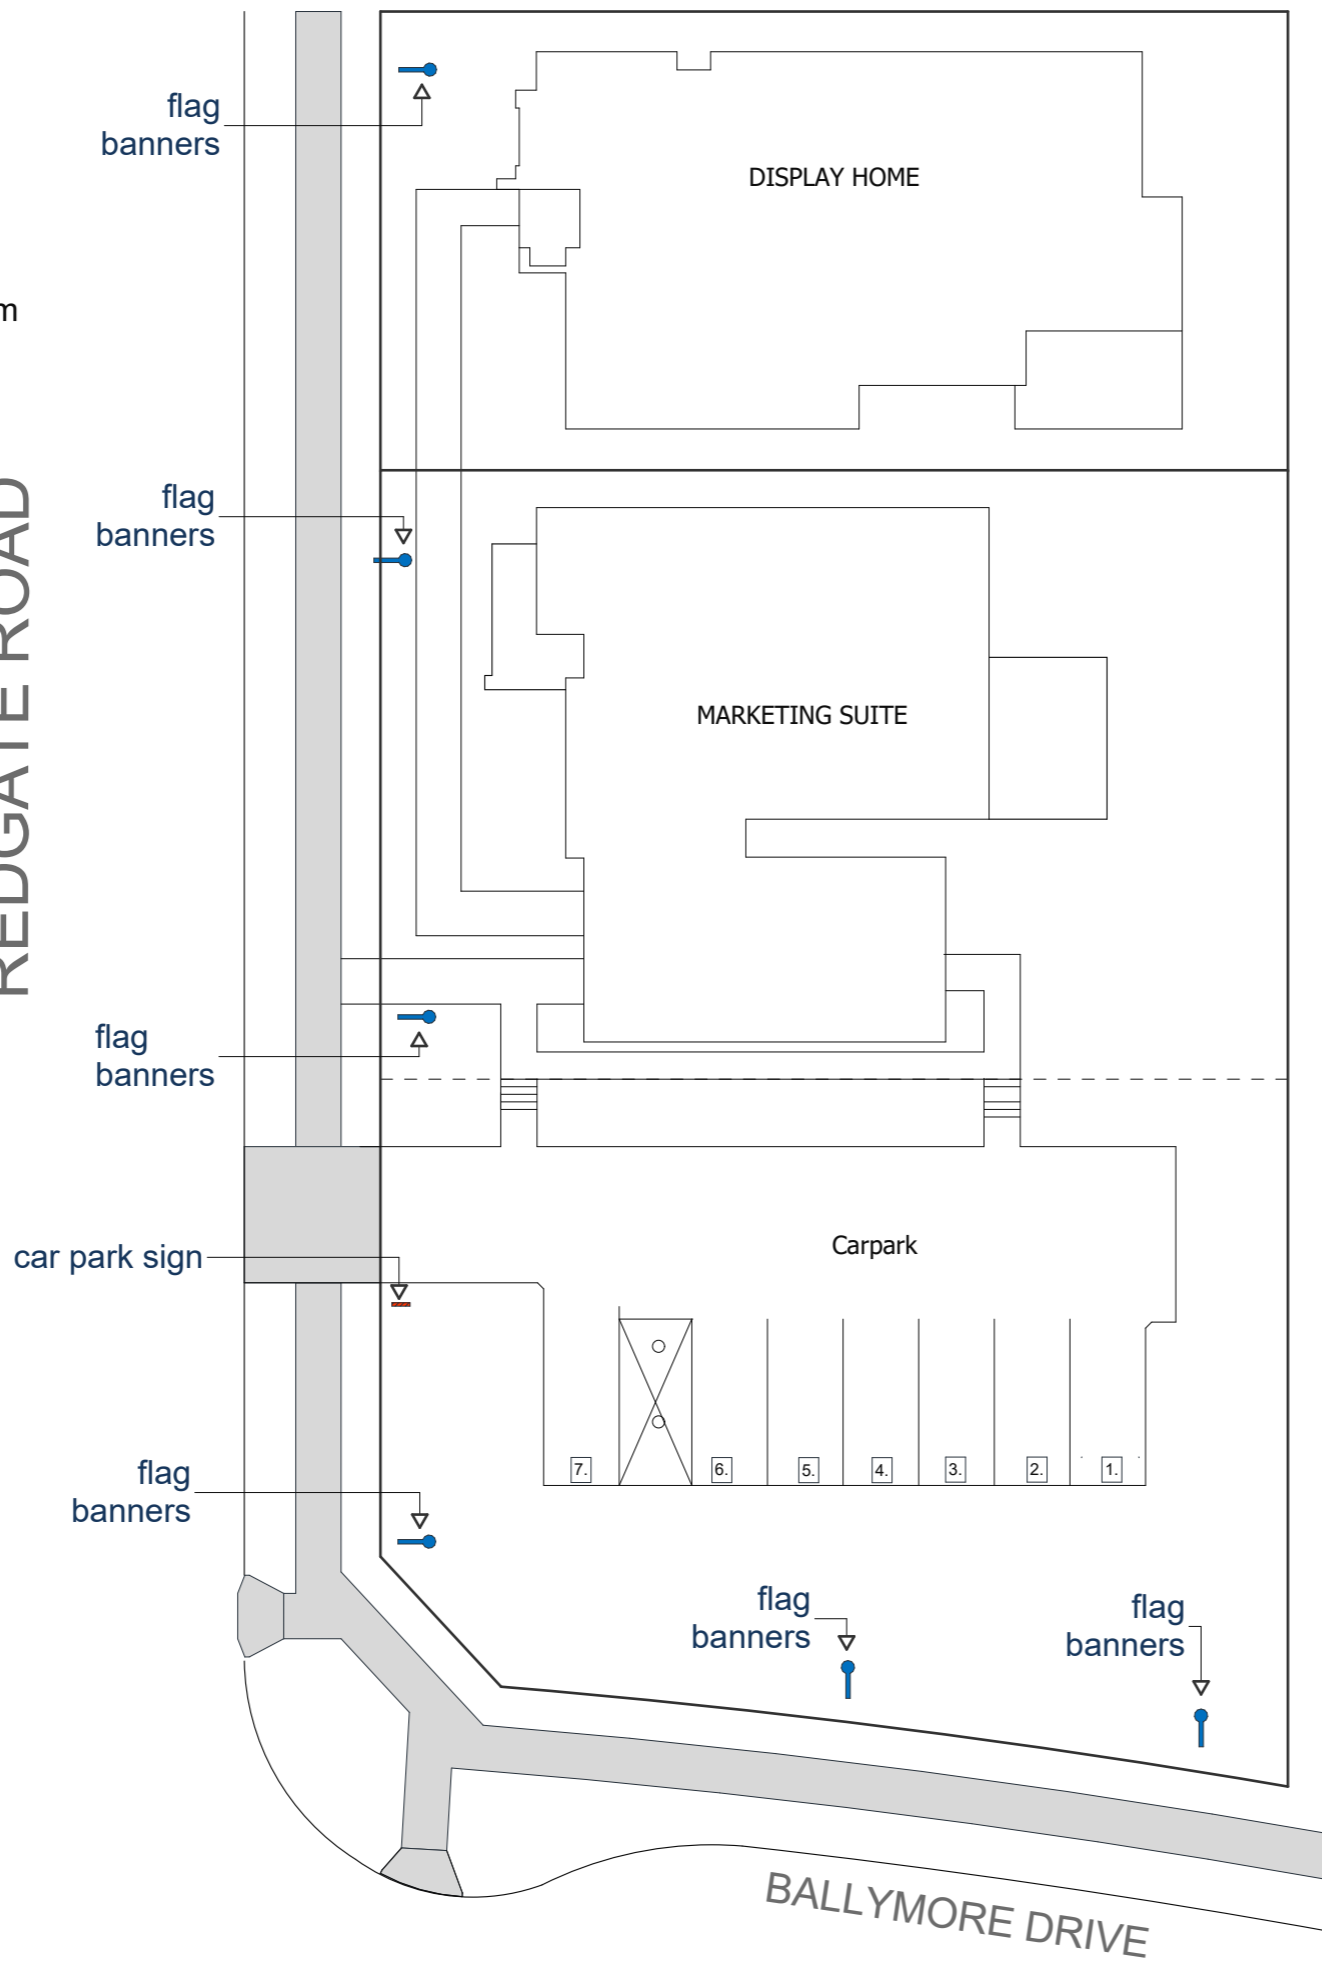 flag
banners
DISPLAY HOME
m
flag
banners
REDGATE ROAD
MARKETING SUITE
flag
banners
car park sign
Carpark
7.
6.
5.
4.
3.
2.
1.
flag
banners
flag
banners
flag
banners
BALLYMORE DRIVE